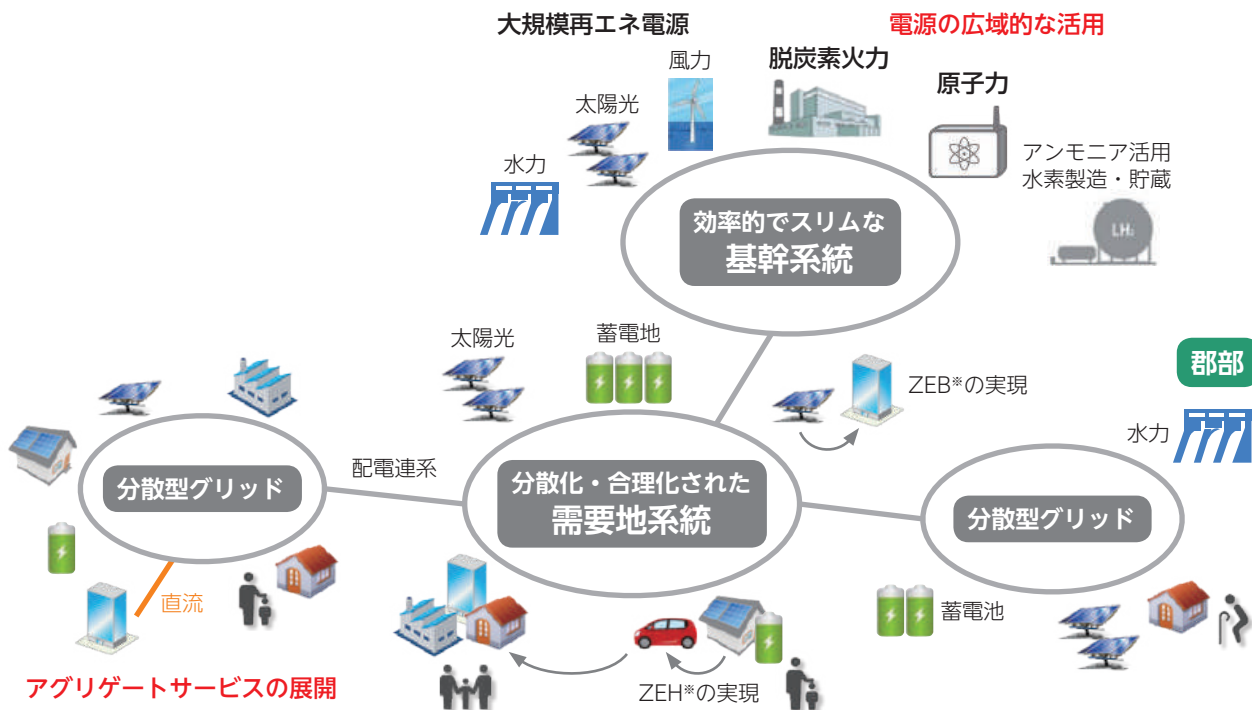 大規模再エネ電源
電源の広域的な活用
風力
脱炭素火力
原子力
太陽光
水力
アンモニア活用
水素製造・貯蔵
LH₂
効率的でスリムな
基幹系統
太陽光
蓄電地
郡部
ZEB※の実現
水力
配電連系
分散型グリッド
分散化・合理化された
需要地系統
分散型グリッド
直流
蓄電池
アグリゲートサービスの展開
ZEH※の実現